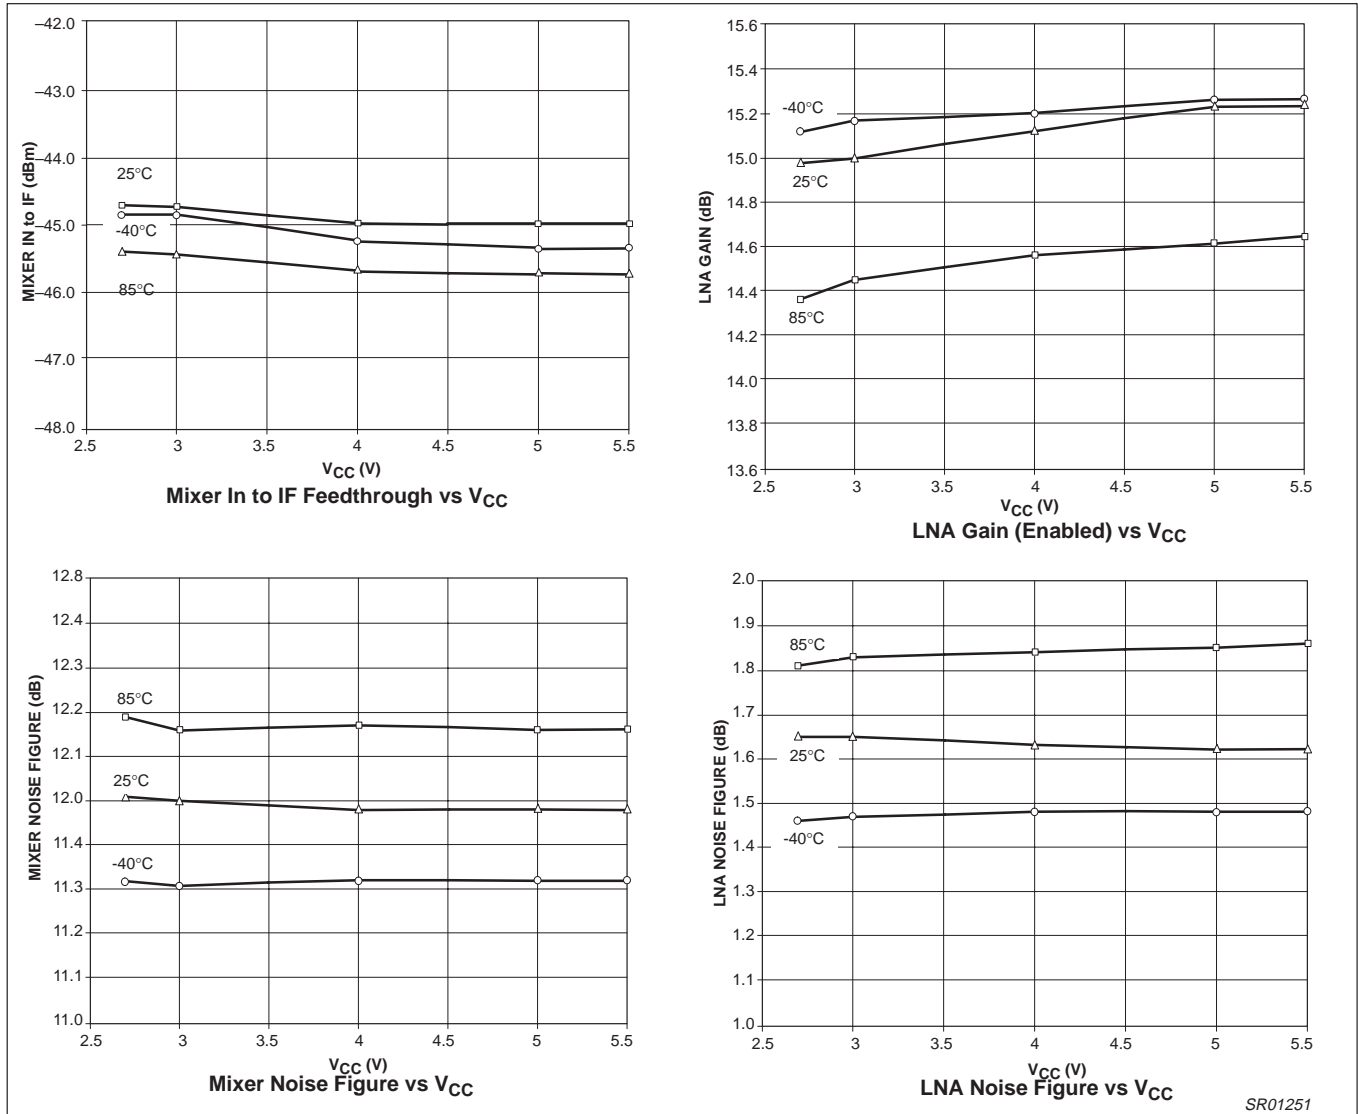 MIXER IN to IF (dBm)
–42.0
–43.0
–44.0
–45.0
–46.0
–47.0
–48.0
25°C
-40°C
85°C
2.5 3 3.5 4 4.5 5 5.5
VCC (V)
Mixer In to IF Feedthrough vs VCC
LNA GAIN (dB)
15.6
15.4
15.2
15.0
14.8
14.6
14.4
14.2
14.0
13.8
13.6
-40°C
25°C
85°C
2.5 3 3.5 4 4.5 5 5.5
VCC (V)
LNA Gain (Enabled) vs VCC
MIXER NOISE FIGURE (dB)
12.8
12.4
12.3
12.2
12.1
12.0
11.4
11.3
11.2
11.1
11.0
85°C
25°C
-40°C
2.5 3 3.5 4 4.5 5 5.5
VCC (V)
Mixer Noise Figure vs VCC
LNA NOISE FIGURE (dB)
2.0
1.9
1.8
1.7
1.6
1.5
1.4
1.3
1.2
1.1
1.0
85°C
25°C
-40°C
2.5 3 3.5 4 4.5 5 5.5
VCC (V)
LNA Noise Figure vs VCC
SR01251